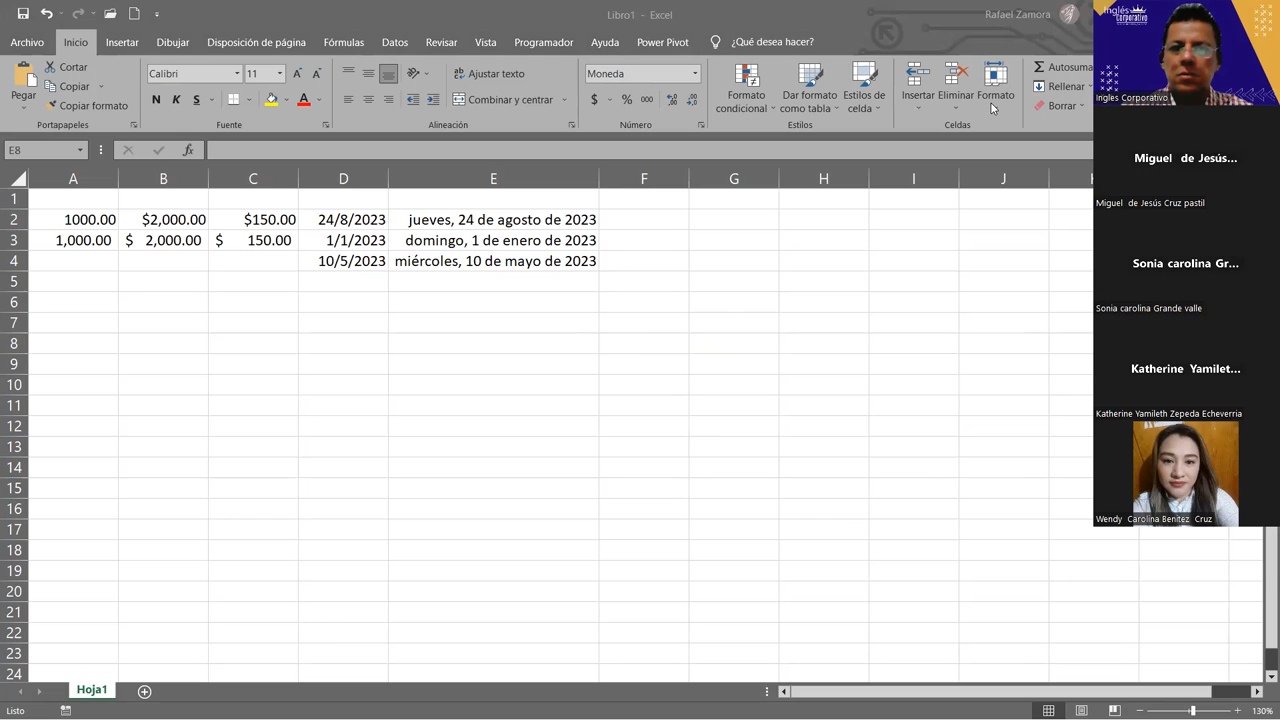 Libro1 - Excel
Rafael Zamora
Archivo Inicio Insertar Dibujar Disposición de página Fórmulas Datos Revisar Vista Programador Ayuda Power Pivot ¿Qué desea hacer?
Pegar
Cortar
Copiar
Copiar formato
Portapapeles
Calibri 11
N K S
Fuente
Ajustar texto
Combinar y centrar
Alineación
Moneda
$ % 000
Número
Formato condicional
Dar formato como tabla
Estilos de celda
Estilos
Insertar Eliminar Formato
Celdas
Autosuma
Rellenar
Borrar
E8
fx
A B C D E F G H I J
1
2 1000.00 $2,000.00 $150.00 24/8/2023 jueves, 24 de agosto de 2023
3 1,000.00 $ 2,000.00 $ 150.00 1/1/2023 domingo, 1 de enero de 2023
4 10/5/2023 miércoles, 10 de mayo de 2023
5
6
7
8
9
10
11
12
13
14
15
16
17
18
19
20
21
22
23
24
Hoja1
Listo
130%
Inglés
Corporativo
Ingles Corporativo
Miguel de Jesús...
Miguel de Jesús Cruz pastil
Sonia carolina Gr...
Sonia carolina Grande valle
Katherine Yamilet...
Katherine Yamileth Zepeda Echeverria
Wendy Carolina Benitez Cruz